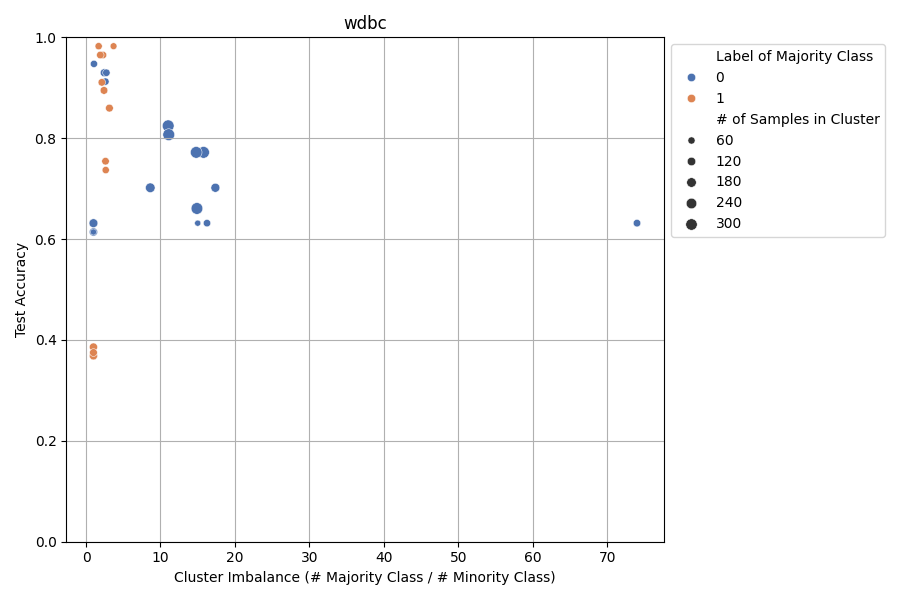 wdbc
1.0
0.8
0.6
0.4
0.2
0.0
Test Accuracy
0 10 20 30 40 50 60 70
Cluster Imbalance (# Majority Class / # Minority Class)
Label of Majority Class
0
1
# of Samples in Cluster
60
120
180
240
300